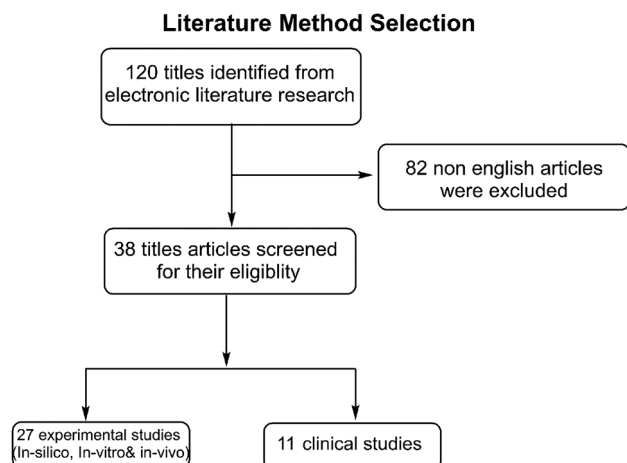 Literature Method Selection
120 titles identified from
electronic literature research
82 non english articles
were excluded
38 titles articles screened
for their eligiblity
27 experimental studies
(In-silico, In-vitro& in-vivo)
11 clinical studies